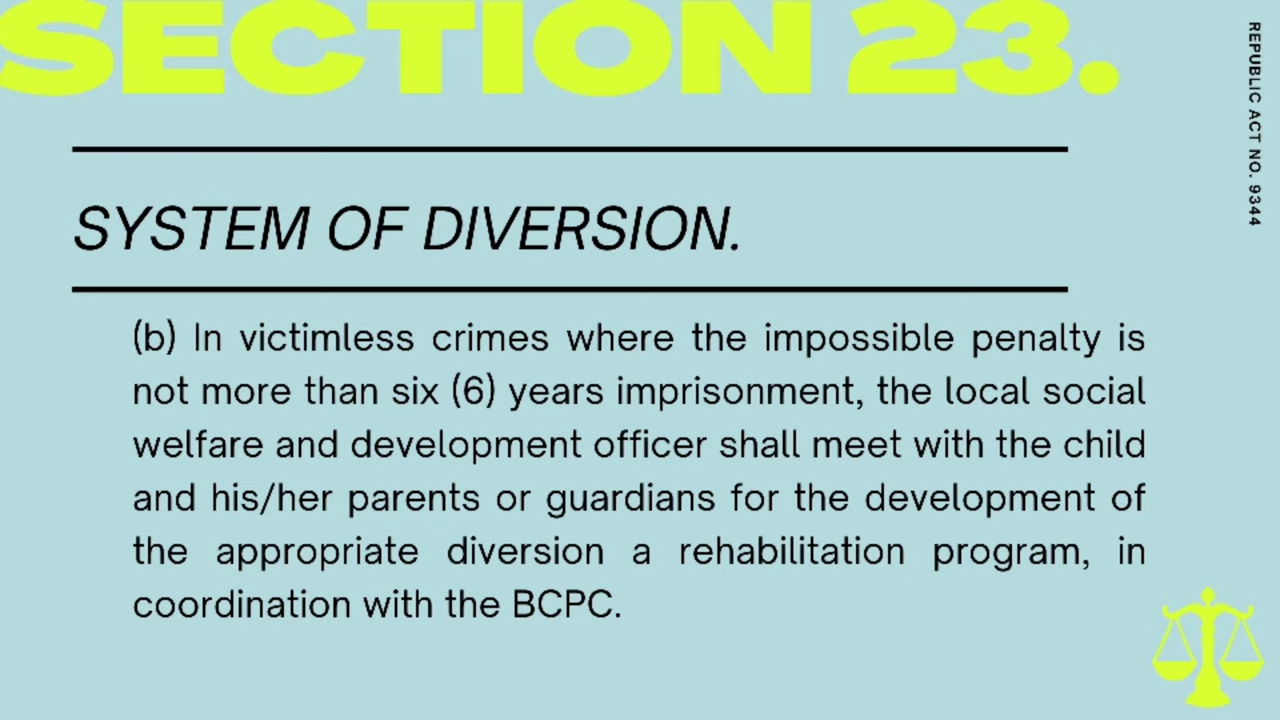 SECTION 23.
REPUBLIC ACT NO. 9344
SYSTEM OF DIVERSION.
(b) In victimless crimes where the impossible penalty is
not more than six (6) years imprisonment, the local social
welfare and development officer shall meet with the child
and his/her parents or guardians for the development of
the appropriate diversion a rehabilitation program, in
coordination with the BCPC.